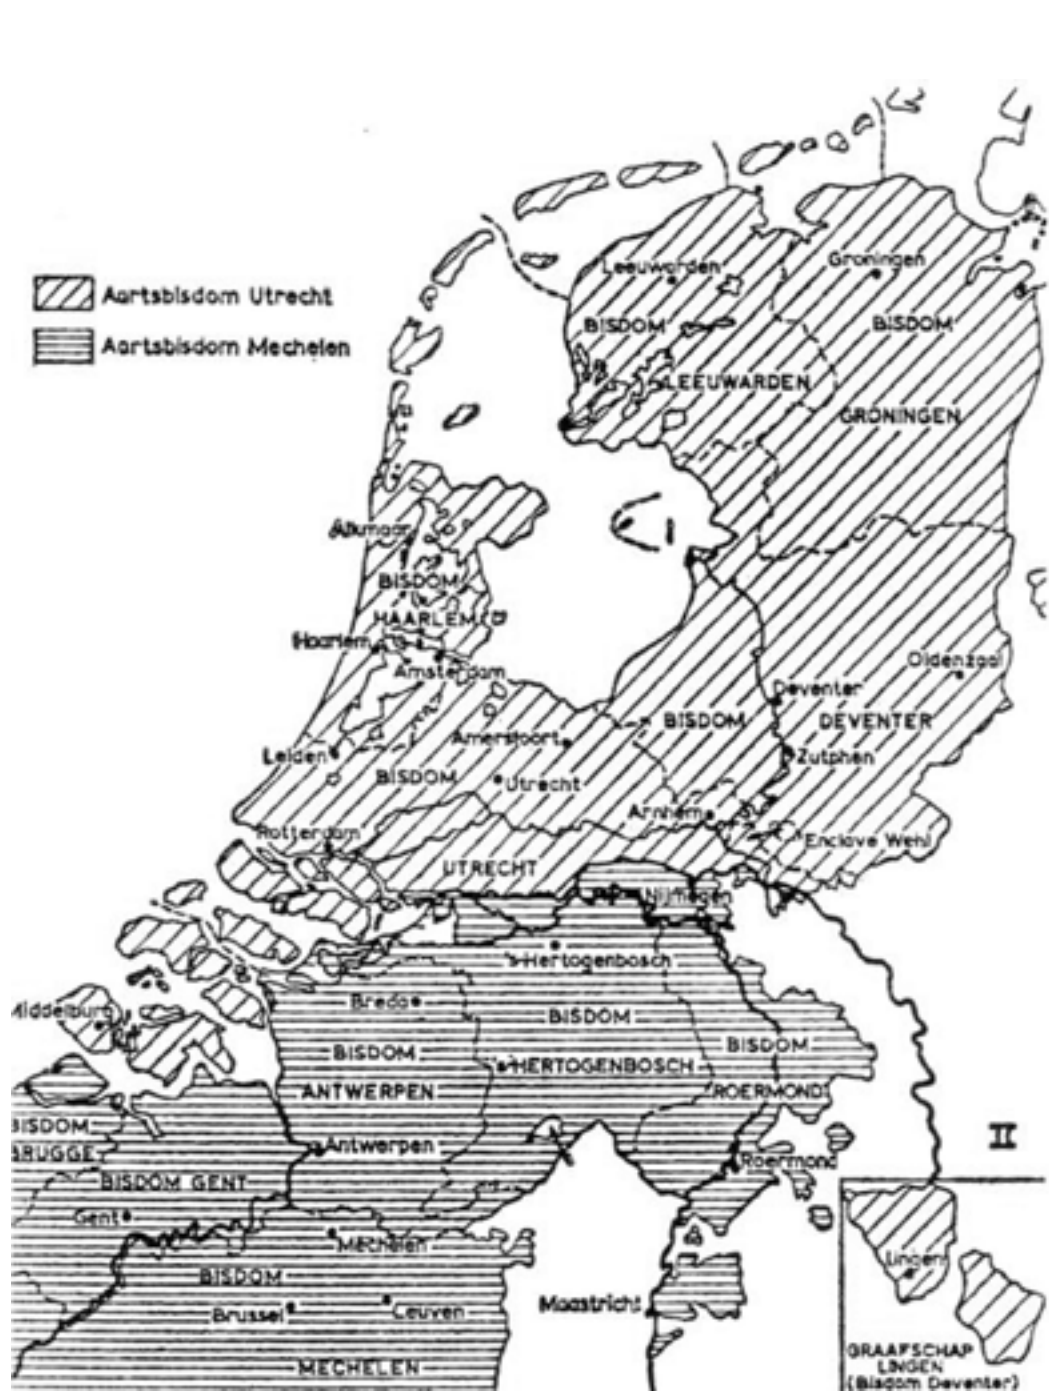 Aartsbisdom Utrecht
Aartsbisdom Mechelen
Leeuwarden
Groningen
BISDOM
LEEUWARDEN
BISDOM
GRONINGEN
Alkmaar
BISDOM
HAARLEM
Haarlem
Amsterdam
Oldenzaal
Deventer
BISDOM
DEVENTER
Amersfoort
Leiden
BISDOM
Utrecht
Zutphen
Arnhem
Rotterdam
Enclave Wehl
UTRECHT
Nijmegen
's-Hertogenbosch
Middelburg
Breda
BISDOM
's-HERTOGENBOSCH
BISDOM
ANTWERPEN
BISDOM
ROERMOND
BISDOM
BRUGGE
Antwerpen
Roermond
BISDOM GENT
Gent
Mechelen
BISDOM
Brussel
Leuven
MECHELEN
Maastricht
II
Lingen
GRAAFSCHAP
LINGEN
(Bisdom Deventer)